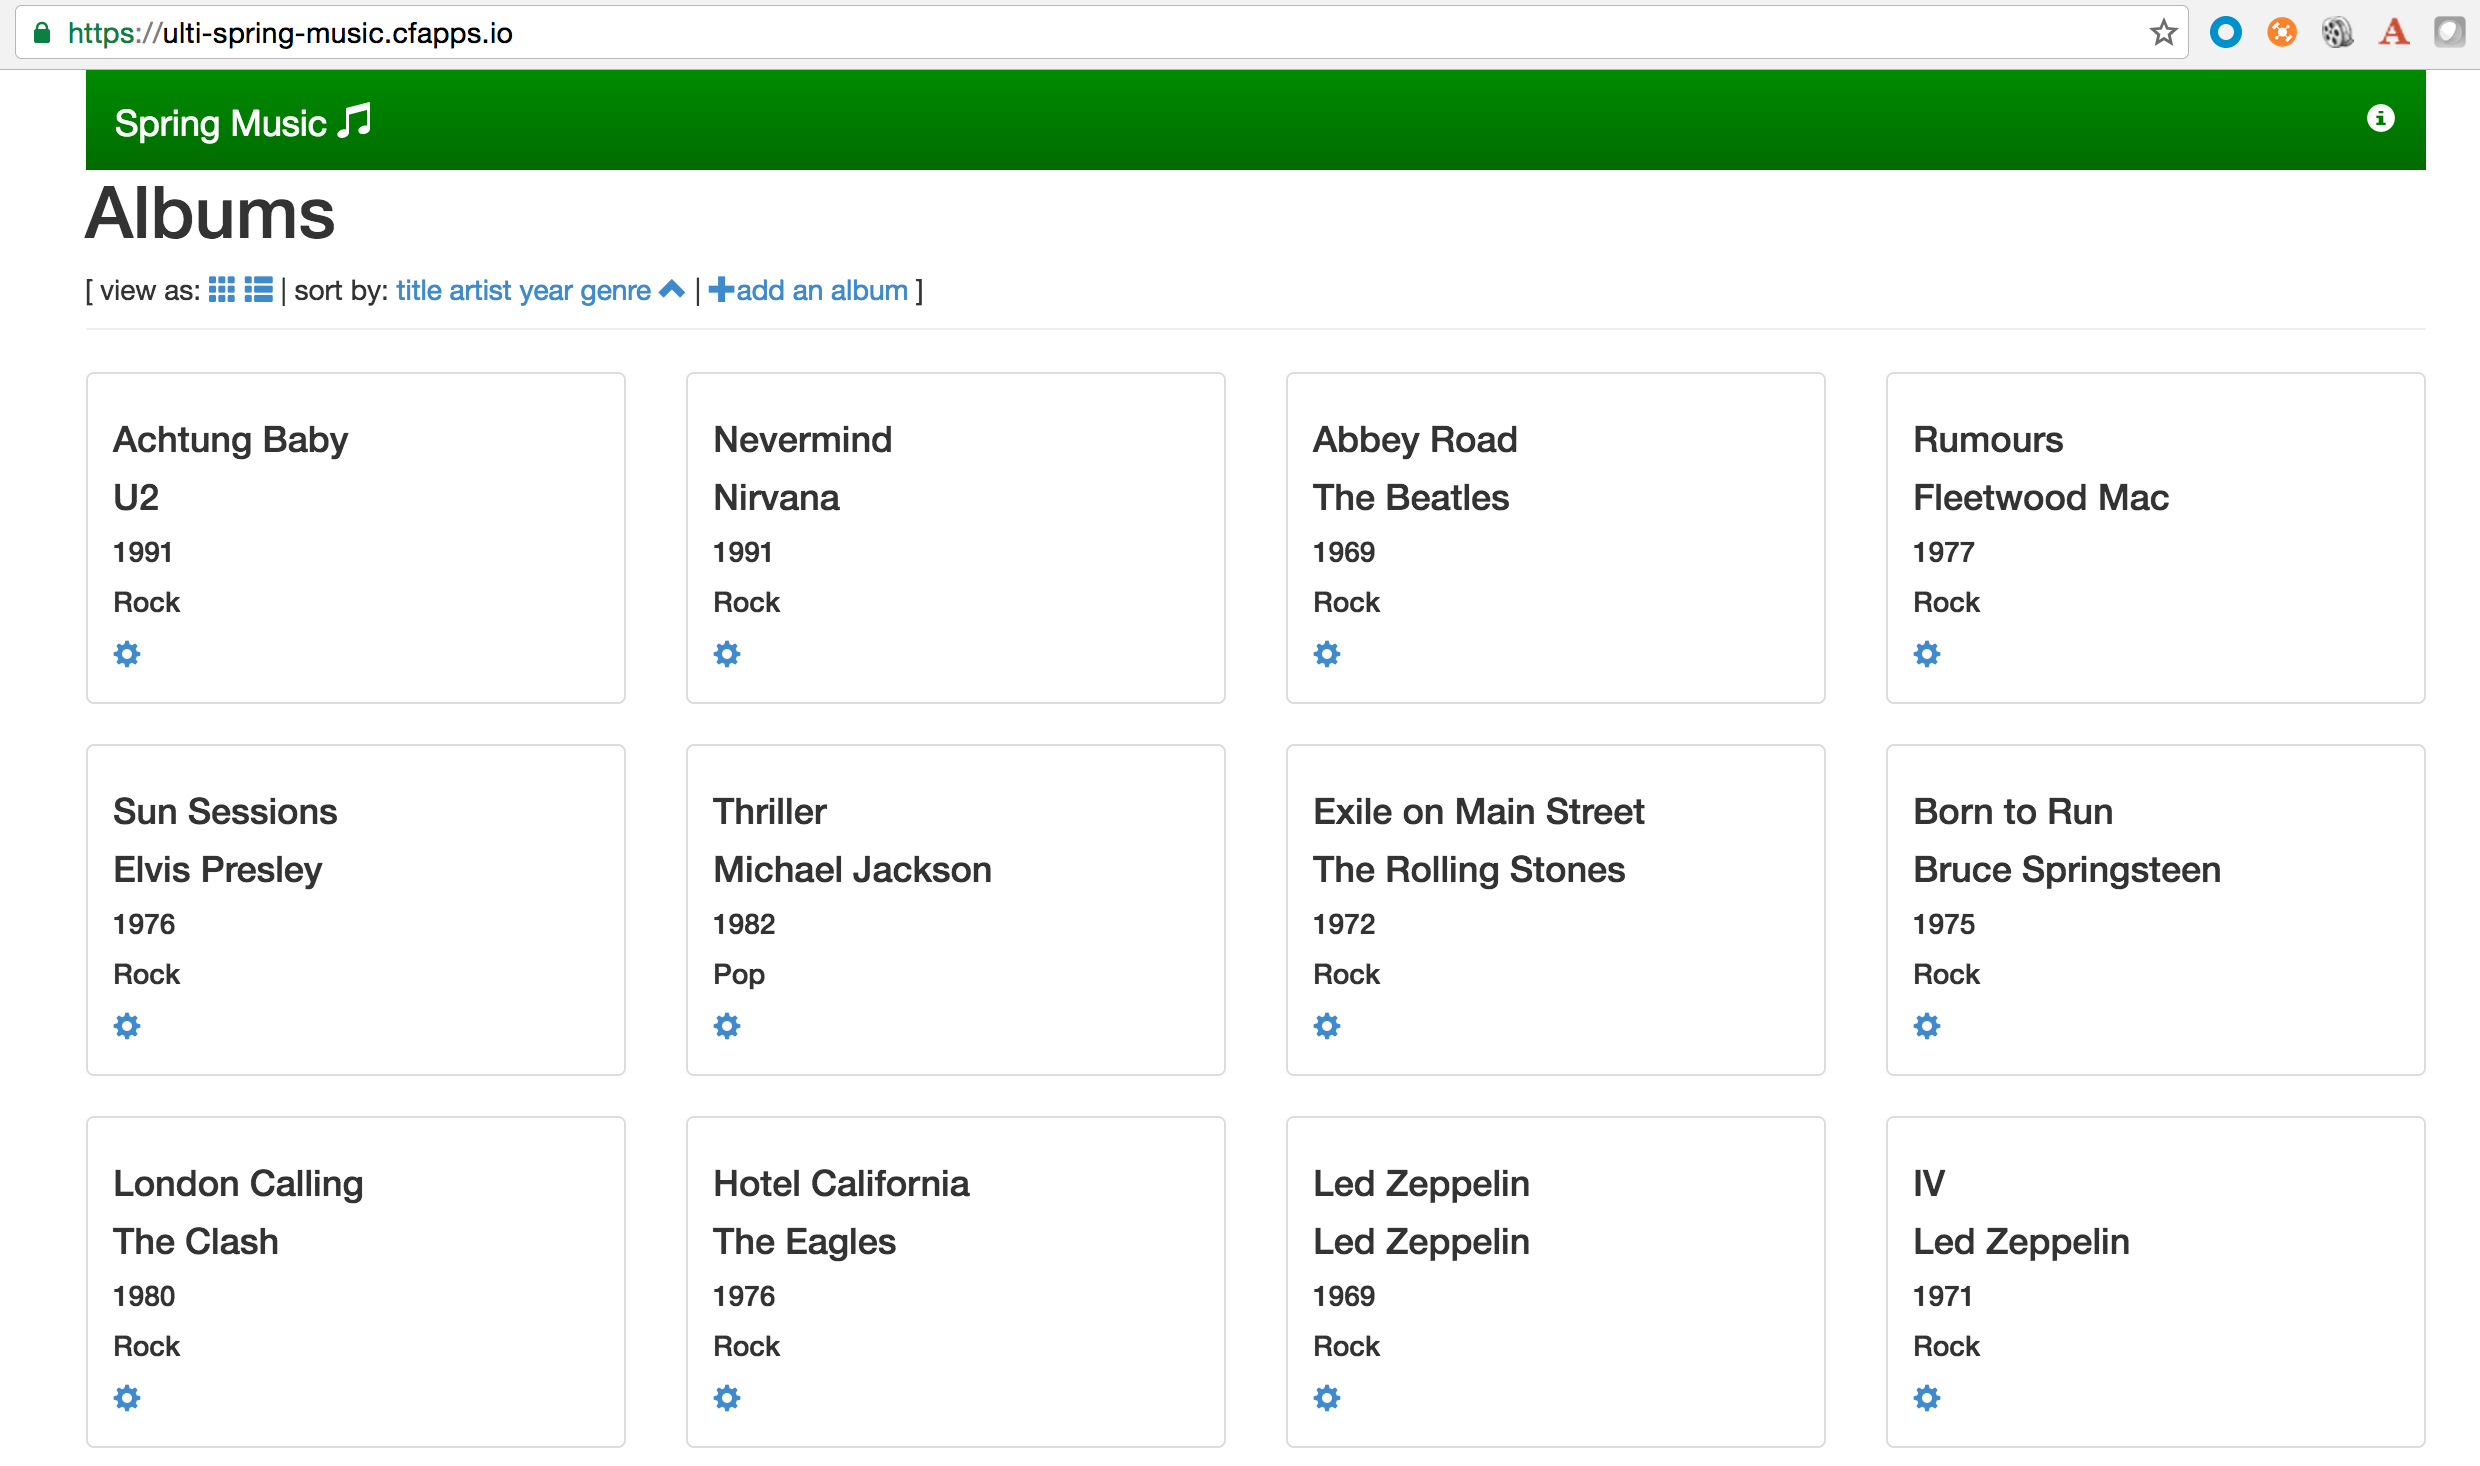 https://ulti-spring-music.cfapps.io
Spring Music
Albums
[ view as: | sort by: title artist year genre | add an album ]
Achtung Baby
U2
1991
Rock
Nevermind
Nirvana
1991
Rock
Abbey Road
The Beatles
1969
Rock
Rumours
Fleetwood Mac
1977
Rock
Sun Sessions
Elvis Presley
1976
Rock
Thriller
Michael Jackson
1982
Pop
Exile on Main Street
The Rolling Stones
1972
Rock
Born to Run
Bruce Springsteen
1975
Rock
London Calling
The Clash
1980
Rock
Hotel California
The Eagles
1976
Rock
Led Zeppelin
Led Zeppelin
1969
Rock
IV
Led Zeppelin
1971
Rock